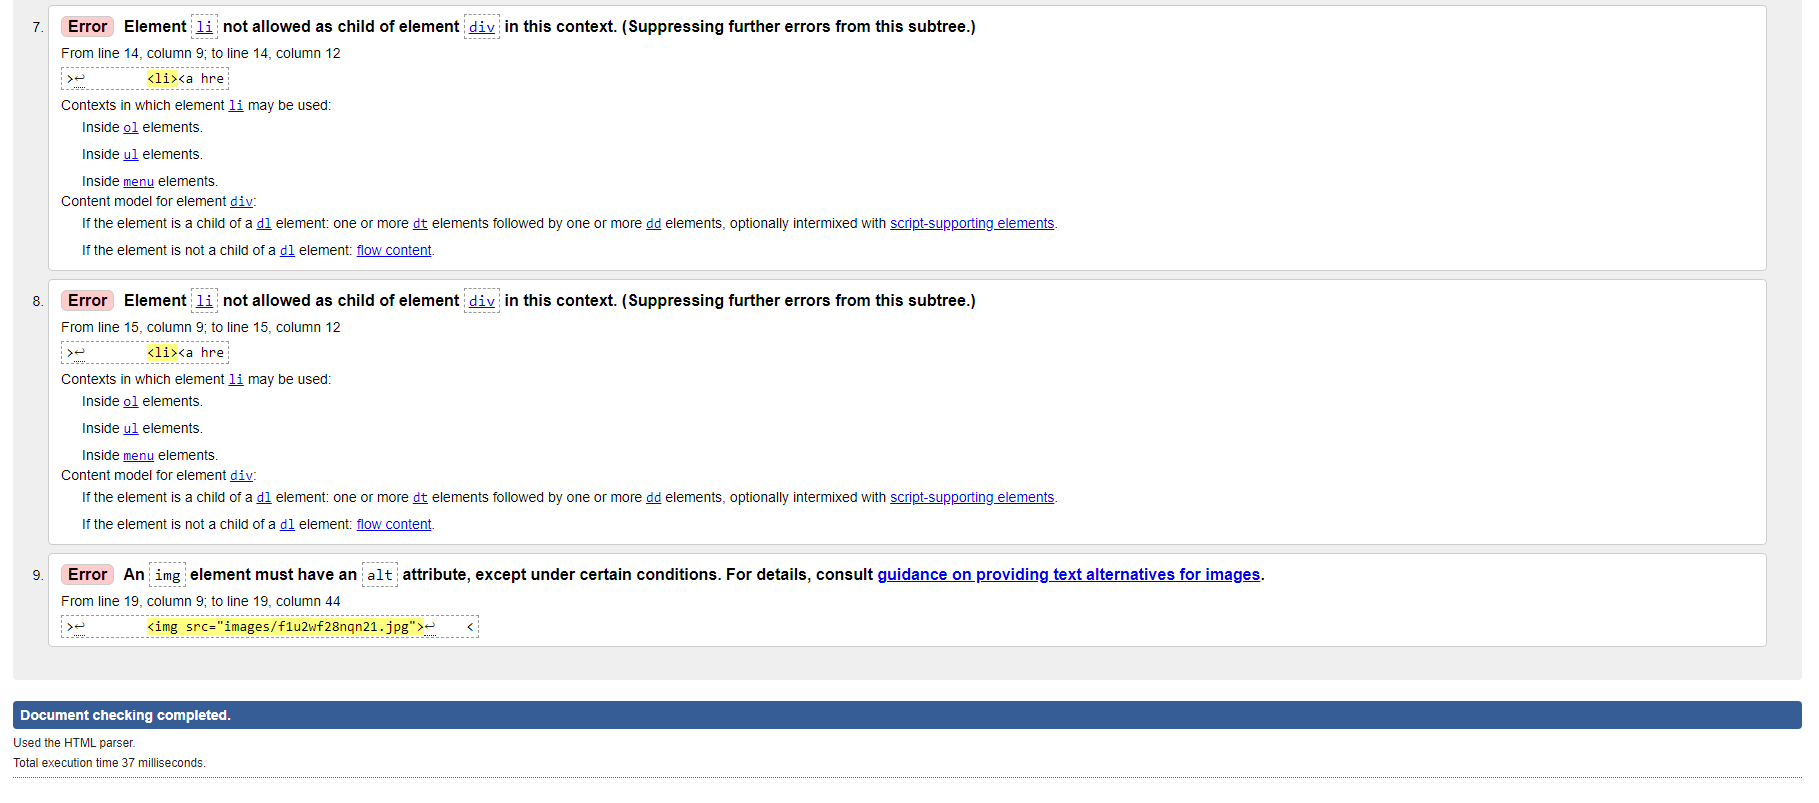 7. Error Element li not allowed as child of element div in this context. (Suppressing further errors from this subtree.)
From line 14, column 9; to line 14, column 12
>↩        <li><a hre
Contexts in which element li may be used:
Inside ol elements.
Inside ul elements.
Inside menu elements.
Content model for element div:
If the element is a child of a dl element: one or more dt elements followed by one or more dd elements, optionally intermixed with script-supporting elements.
If the element is not a child of a dl element: flow content.
8. Error Element li not allowed as child of element div in this context. (Suppressing further errors from this subtree.)
From line 15, column 9; to line 15, column 12
>↩        <li><a hre
Contexts in which element li may be used:
Inside ol elements.
Inside ul elements.
Inside menu elements.
Content model for element div:
If the element is a child of a dl element: one or more dt elements followed by one or more dd elements, optionally intermixed with script-supporting elements.
If the element is not a child of a dl element: flow content.
9. Error An img element must have an alt attribute, except under certain conditions. For details, consult guidance on providing text alternatives for images.
From line 19, column 9; to line 19, column 44
>↩        <img src="images/f1u2wf28nqn21.jpg">↩    <
Document checking completed.
Used the HTML parser.
Total execution time 37 milliseconds.